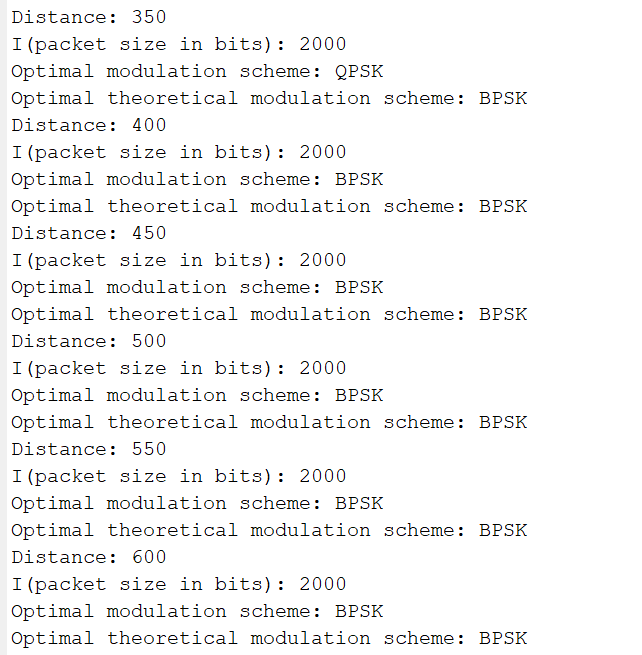 Distance: 350
I(packet size in bits): 2000
Optimal modulation scheme: QPSK
Optimal theoretical modulation scheme: BPSK
Distance: 400
I(packet size in bits): 2000
Optimal modulation scheme: BPSK
Optimal theoretical modulation scheme: BPSK
Distance: 450
I(packet size in bits): 2000
Optimal modulation scheme: BPSK
Optimal theoretical modulation scheme: BPSK
Distance: 500
I(packet size in bits): 2000
Optimal modulation scheme: BPSK
Optimal theoretical modulation scheme: BPSK
Distance: 550
I(packet size in bits): 2000
Optimal modulation scheme: BPSK
Optimal theoretical modulation scheme: BPSK
Distance: 600
I(packet size in bits): 2000
Optimal modulation scheme: BPSK
Optimal theoretical modulation scheme: BPSK